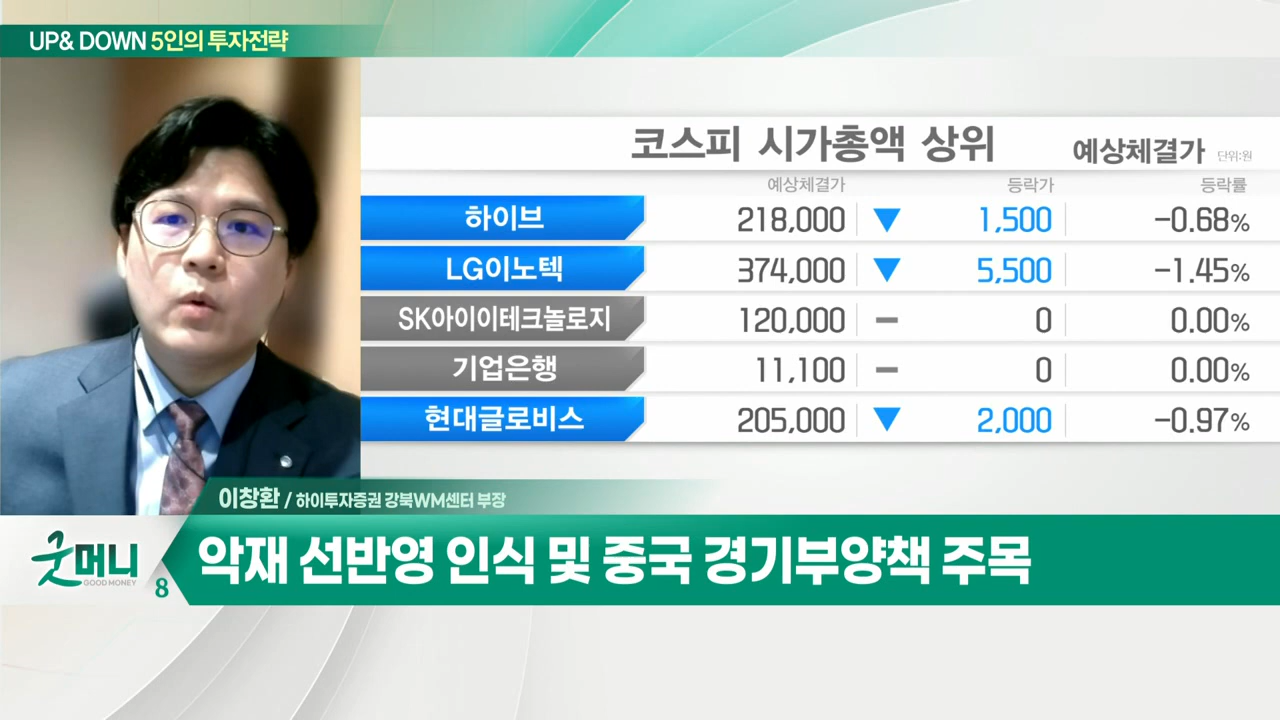 UP& DOWN 5인의 투자전략
코스피 시가총액 상위 예상체결가 단위:원
예상체결가 등락가 등락률
하이브 218,000 ▼ 1,500 -0.68%
LG이노텍 374,000 ▼ 5,500 -1.45%
SK아이이테크놀로지 120,000 - 0 0.00%
기업은행 11,100 - 0 0.00%
현대글로비스 205,000 ▼ 2,000 -0.97%
이창환 / 하이투자증권 강북WM센터 부장
굿머니
GOOD MONEY
8
악재 선반영 인식 및 중국 경기부양책 주목